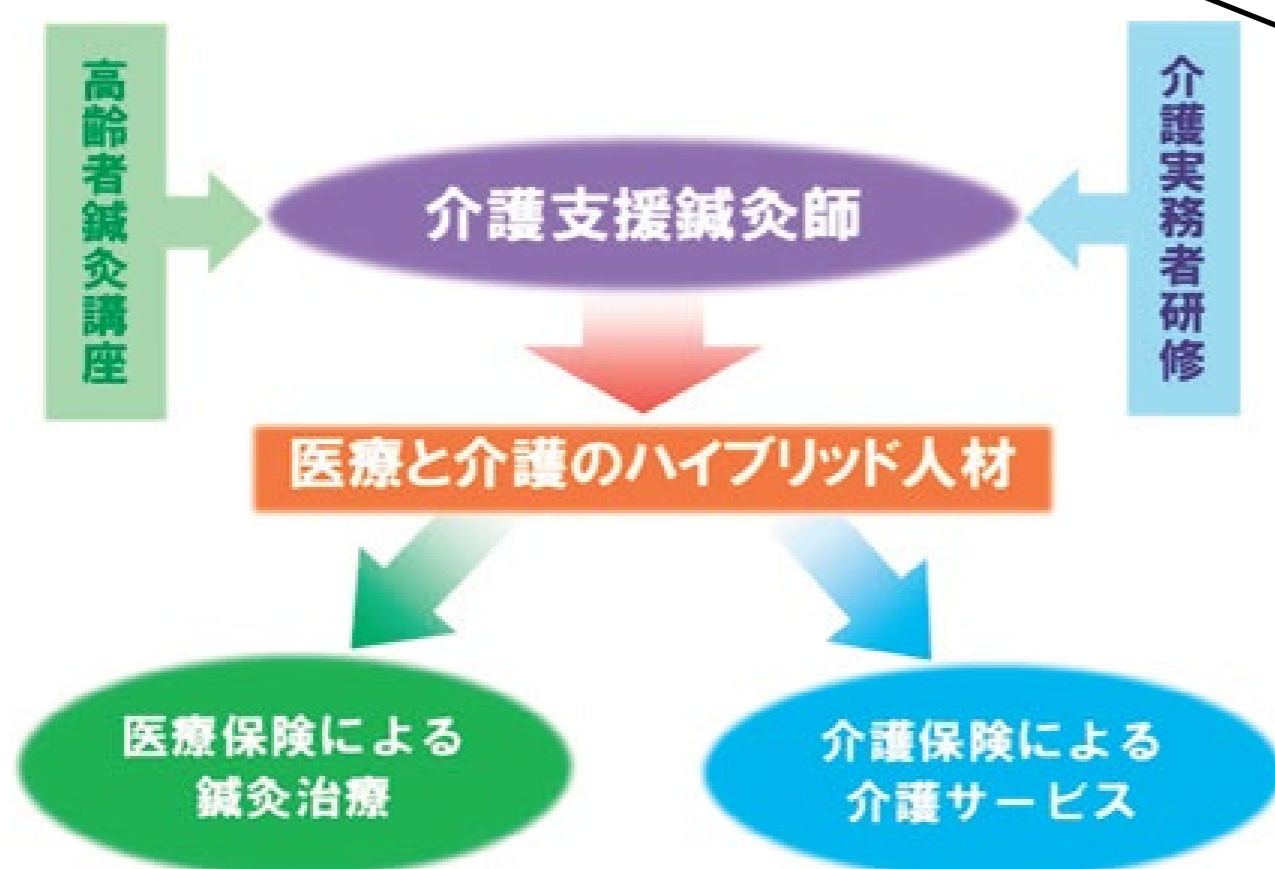 高齢者鍼灸講座
介護支援鍼灸師
介護実務者研修
医療と介護のハイブリッド人材
医療保険による
鍼灸治療
介護保険による
介護サービス